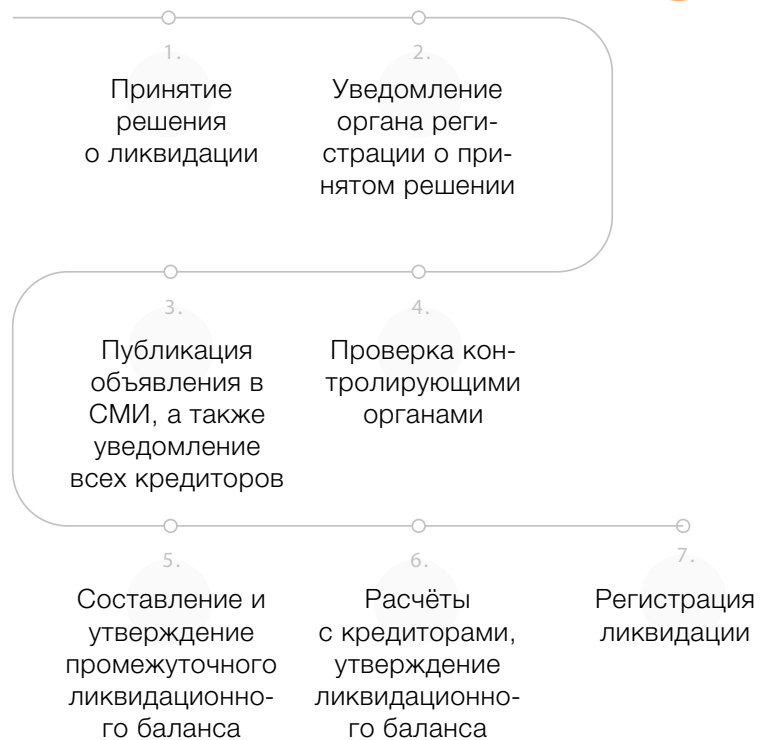 1.
Принятие
решения
о ликвидации
2.
Уведомление
органа реги-
страции о при-
нятом решении
3.
Публикация
объявления в
СМИ, а также
уведомление
всех кредиторов
4.
Проверка кон-
тролирующими
органами
5.
Составление и
утверждение
промежуточного
ликвидационно-
го баланса
6.
Расчёты
с кредиторами,
утверждение
ликвидационно-
го баланса
7.
Регистрация
ликвидации